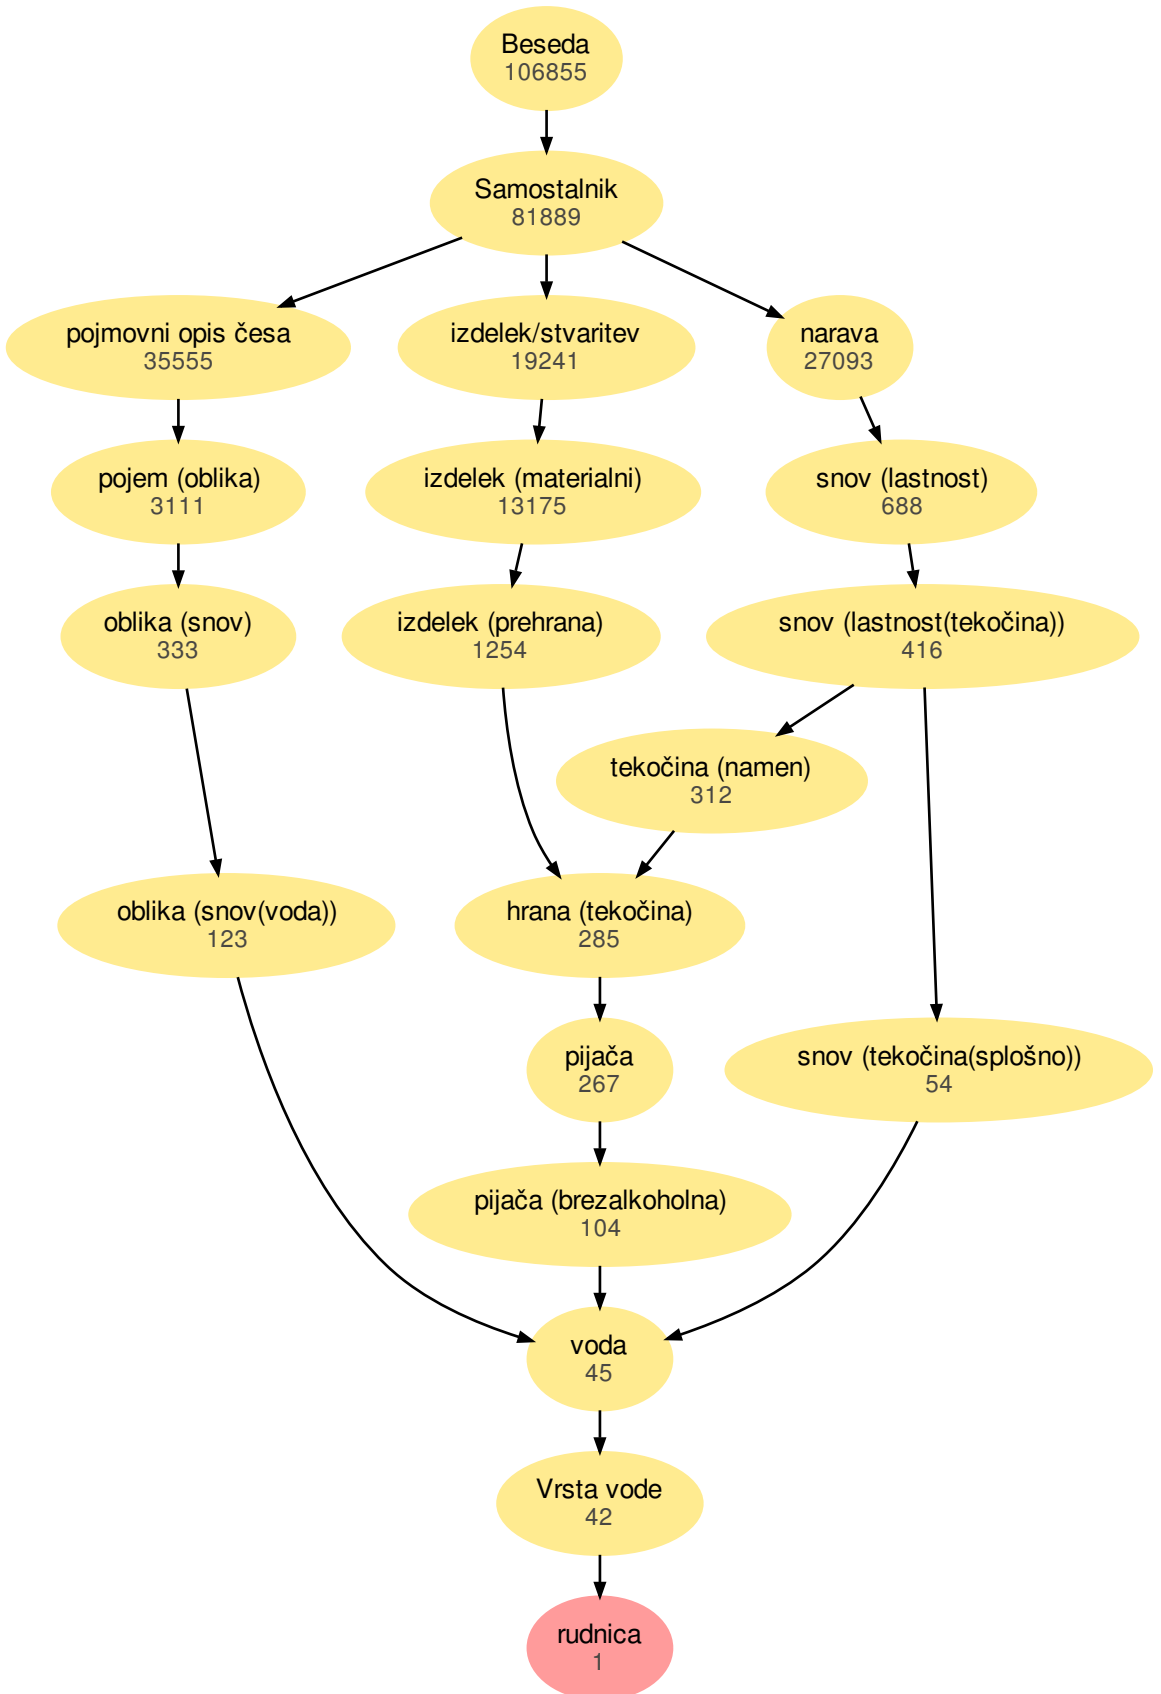 Beseda
106855
Samostalnik
81889
pojmovni opis česa
35555
izdelek/stvaritev
19241
narava
27093
pojem (oblika)
3111
izdelek (materialni)
13175
snov (lastnost)
688
oblika (snov)
333
izdelek (prehrana)
1254
snov (lastnost(tekočina))
416
tekočina (namen)
312
oblika (snov(voda))
123
hrana (tekočina)
285
pijača
267
snov (tekočina(splošno))
54
pijača (brezalkoholna)
104
voda
45
Vrsta vode
42
rudnica
1